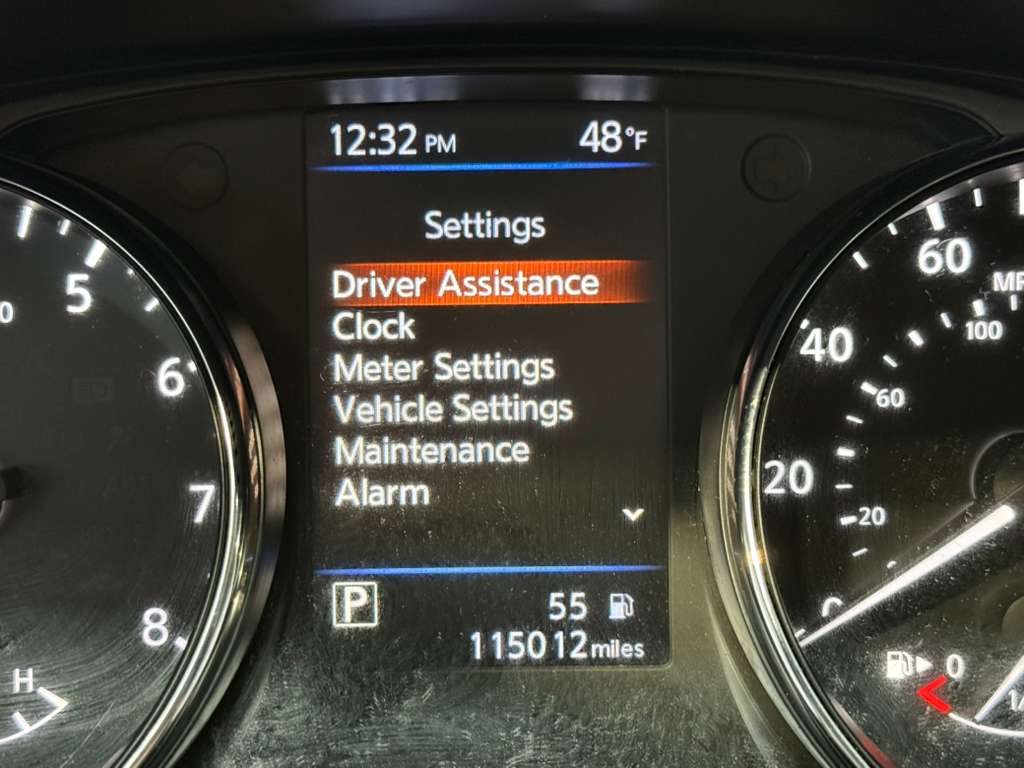 12:32 PM 48°F
Settings
Driver Assistance
Clock
Meter Settings
Vehicle Settings
Maintenance
Alarm
P 55
115012 miles
5
6
7
8
H
60
40
20
0
100
60
20
0